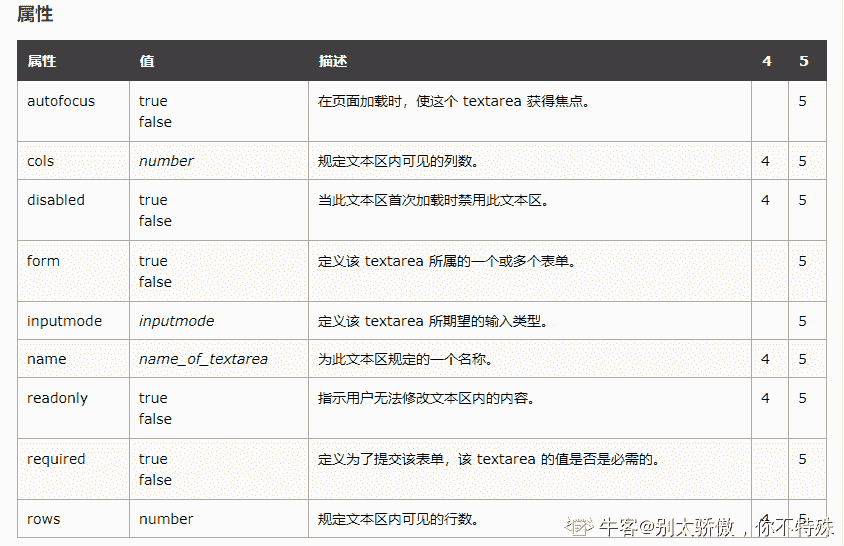 属性
属性 值 描述 4 5
autofocus true 在页面加载时，使这个 textarea 获得焦点。 5
false
cols number 规定文本区内可见的列数。 4 5
disabled true 当此文本区首次加载时禁用此文本区。 4 5
false
form true 定义该 textarea 所属的一个或多个表单。 5
false
inputmode inputmode 定义该 textarea 所期望的输入类型。 5
name name_of_textarea 为此文本区规定的一个名称。 4 5
readonly true 指示用户无法修改文本区内的内容。 4 5
false
required true 定义为了提交该表单，该 textarea 的值是否是必需的。 5
false
rows number 规定文本区内可见的行数。 4 5
牛客@别太骄傲，你不特殊